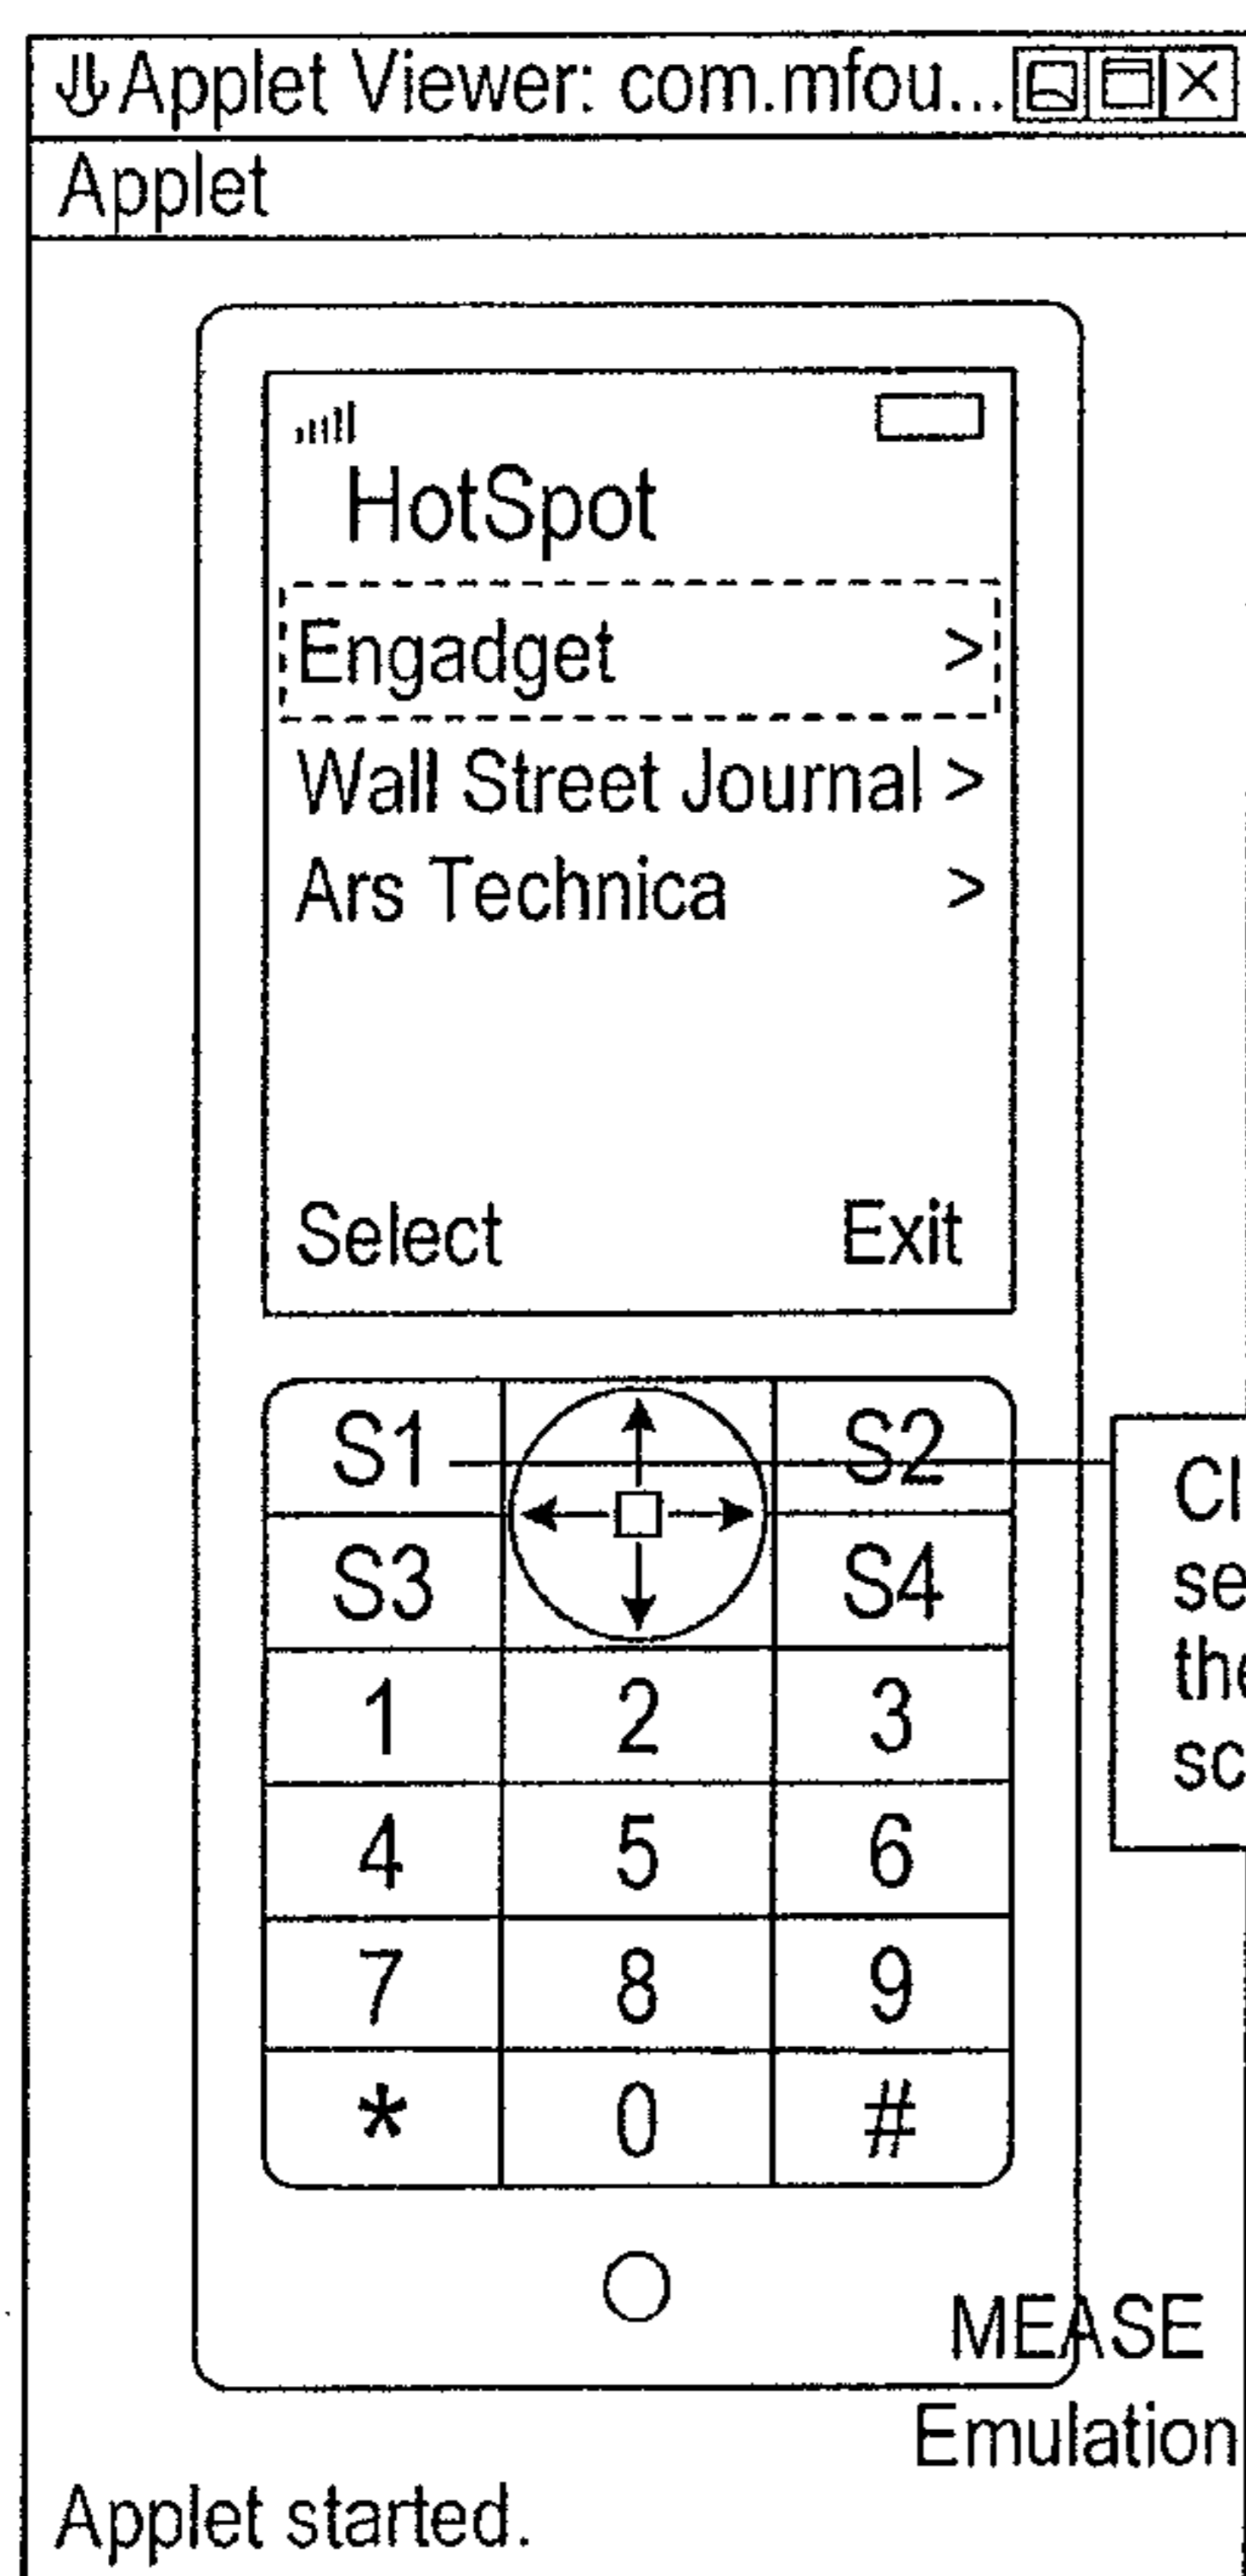 Applet Viewer: com.mfou...
Applet
HotSpot
Engadget >
Wall Street Journal >
Ars Technica >
Select Exit
S1 S2
S3 S4
1 2 3
4 5 6
7 8 9
* 0 #
MEASE
Emulation
Applet started.